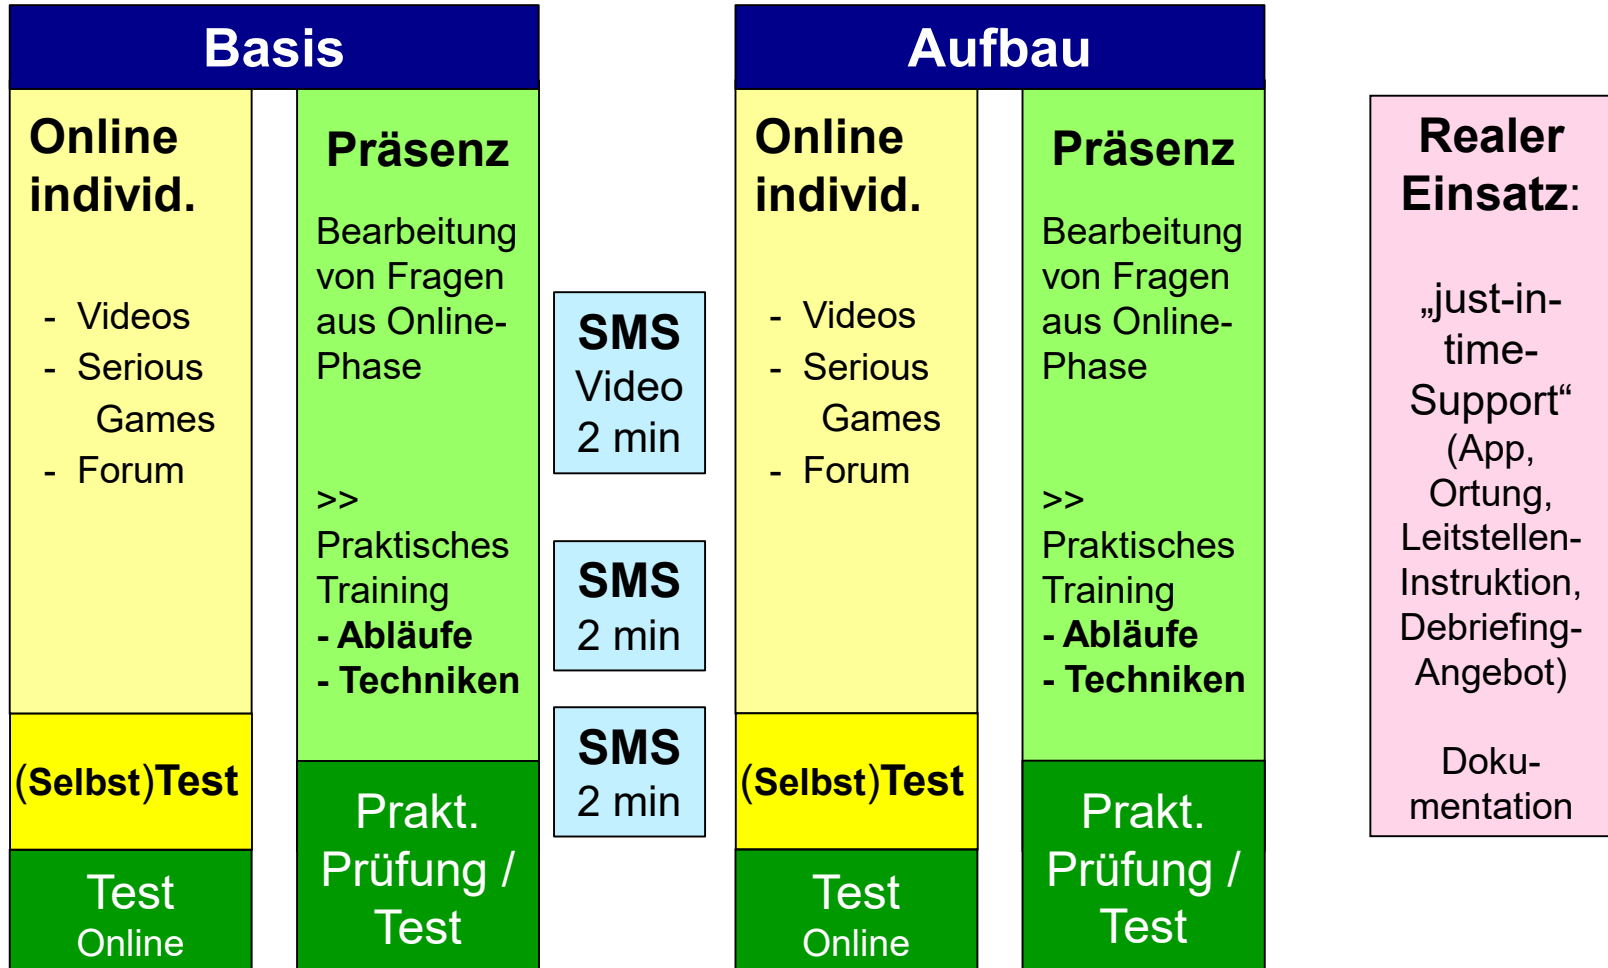 Basis
Online
individ.
- Videos
- Serious
Games
- Forum
(Selbst)Test
Test
Online
Präsenz
Bearbeitung
von Fragen
aus Online-
Phase
>>
Praktisches
Training
- Abläufe
- Techniken
Prakt.
Prüfung /
Test
SMS
Video
2 min
SMS
2 min
SMS
2 min
Aufbau
Online
individ.
- Videos
- Serious
Games
- Forum
(Selbst)Test
Test
Online
Präsenz
Bearbeitung
von Fragen
aus Online-
Phase
>>
Praktisches
Training
- Abläufe
- Techniken
Prakt.
Prüfung /
Test
Realer
Einsatz:
„just-in-
time-
Support“
(App,
Ortung,
Leitstellen-
Instruktion,
Debriefing-
Angebot)
Doku-
mentation